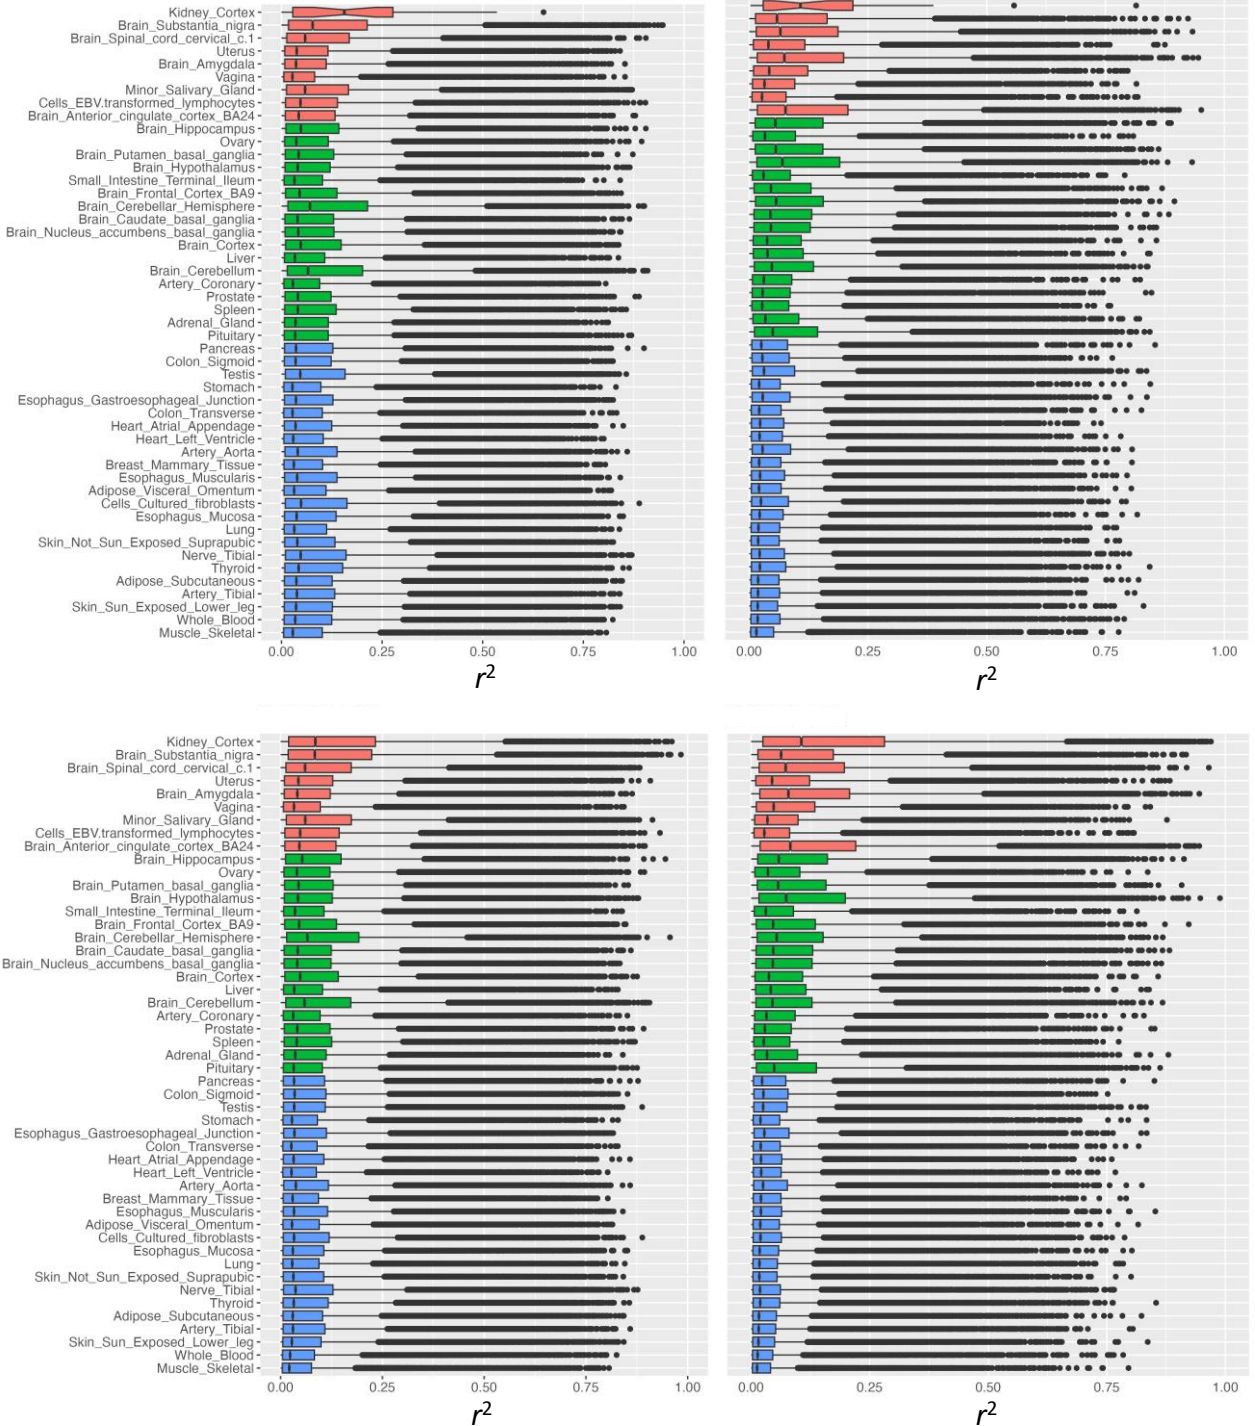 Kidney_Cortex
Brain_Substantia_nigra
Brain_Spinal_cord_cervical_c.1
Uterus
Brain_Amygdala
Vagina
Minor_Salivary_Gland
Cells_EBV.transformed_lymphocytes
Brain_Anterior_cingulate_cortex_BA24
Brain_Hippocampus
Ovary
Brain_Putamen_basal_ganglia
Brain_Hypothalamus
Small_Intestine_Terminal_Ileum
Brain_Frontal_Cortex_BA9
Brain_Cerebellar_Hemisphere
Brain_Caudate_basal_ganglia
Brain_Nucleus_accumbens_basal_ganglia
Brain_Cortex
Liver
Brain_Cerebellum
Artery_Coronary
Prostate
Spleen
Adrenal_Gland
Pituitary
Pancreas
Colon_Sigmoid
Testis
Stomach
Esophagus_Gastroesophageal_Junction
Colon_Transverse
Heart_Atrial_Appendage
Heart_Left_Ventricle
Artery_Aorta
Breast_Mammary_Tissue
Esophagus_Muscularis
Adipose_Visceral_Omentum
Cells_Cultured_fibroblasts
Esophagus_Mucosa
Lung
Skin_Not_Sun_Exposed_Suprapubic
Nerve_Tibial
Thyroid
Adipose_Subcutaneous
Artery_Tibial
Skin_Sun_Exposed_Lower_leg
Whole_Blood
Muscle_Skeletal
0.00 0.25 0.50 0.75 1.00
r²
0.00 0.25 0.50 0.75 1.00
r²
Kidney_Cortex
Brain_Substantia_nigra
Brain_Spinal_cord_cervical_c.1
Uterus
Brain_Amygdala
Vagina
Minor_Salivary_Gland
Cells_EBV.transformed_lymphocytes
Brain_Anterior_cingulate_cortex_BA24
Brain_Hippocampus
Ovary
Brain_Putamen_basal_ganglia
Brain_Hypothalamus
Small_Intestine_Terminal_Ileum
Brain_Frontal_Cortex_BA9
Brain_Cerebellar_Hemisphere
Brain_Caudate_basal_ganglia
Brain_Nucleus_accumbens_basal_ganglia
Brain_Cortex
Liver
Brain_Cerebellum
Artery_Coronary
Prostate
Spleen
Adrenal_Gland
Pituitary
Pancreas
Colon_Sigmoid
Testis
Stomach
Esophagus_Gastroesophageal_Junction
Colon_Transverse
Heart_Atrial_Appendage
Heart_Left_Ventricle
Artery_Aorta
Breast_Mammary_Tissue
Esophagus_Muscularis
Adipose_Visceral_Omentum
Cells_Cultured_fibroblasts
Esophagus_Mucosa
Lung
Skin_Not_Sun_Exposed_Suprapubic
Nerve_Tibial
Thyroid
Adipose_Subcutaneous
Artery_Tibial
Skin_Sun_Exposed_Lower_leg
Whole_Blood
Muscle_Skeletal
0.00 0.25 0.50 0.75 1.00
r²
0.00 0.25 0.50 0.75 1.00
r²